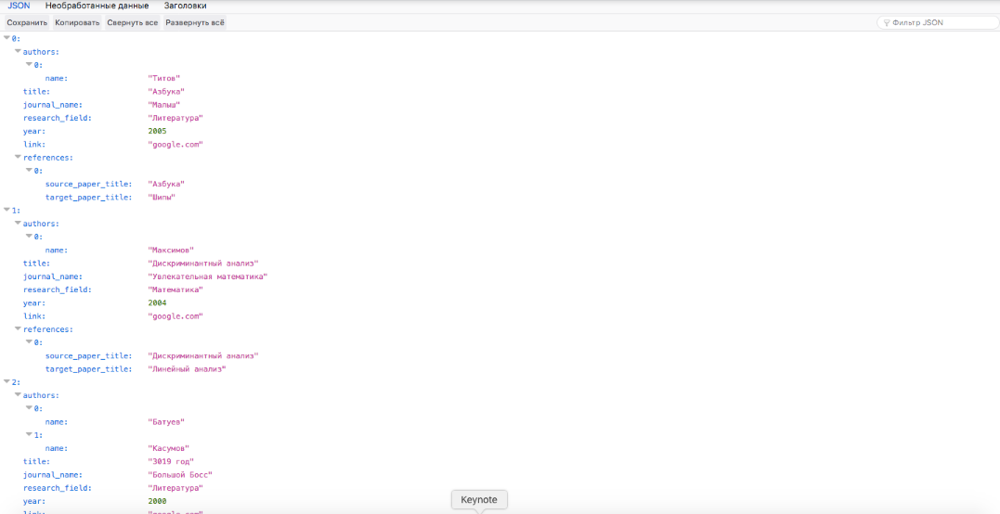 JSON Необработанные данные Заголовки
Сохранить Копировать Свернуть все Развернуть всё Фильтр JSON
0:
authors:
0:
name: "Титов"
title: "Азбука"
journal_name: "Малыш"
research_field: "Литература"
year: 2005
link: "google.com"
references:
0:
source_paper_title: "Азбука"
target_paper_title: "Шипы"
1:
authors:
0:
name: "Максимов"
title: "Дискриминантный анализ"
journal_name: "Увлекательная математика"
research_field: "Математика"
year: 2004
link: "google.com"
references:
0:
source_paper_title: "Дискриминантный анализ"
target_paper_title: "Линейный анализ"
2:
authors:
0:
name: "Батуев"
1:
name: "Касумов"
title: "3019 год"
journal_name: "Большой Босс"
research_field: "Литература"
year: 2000
Keynote
link: "google.com"